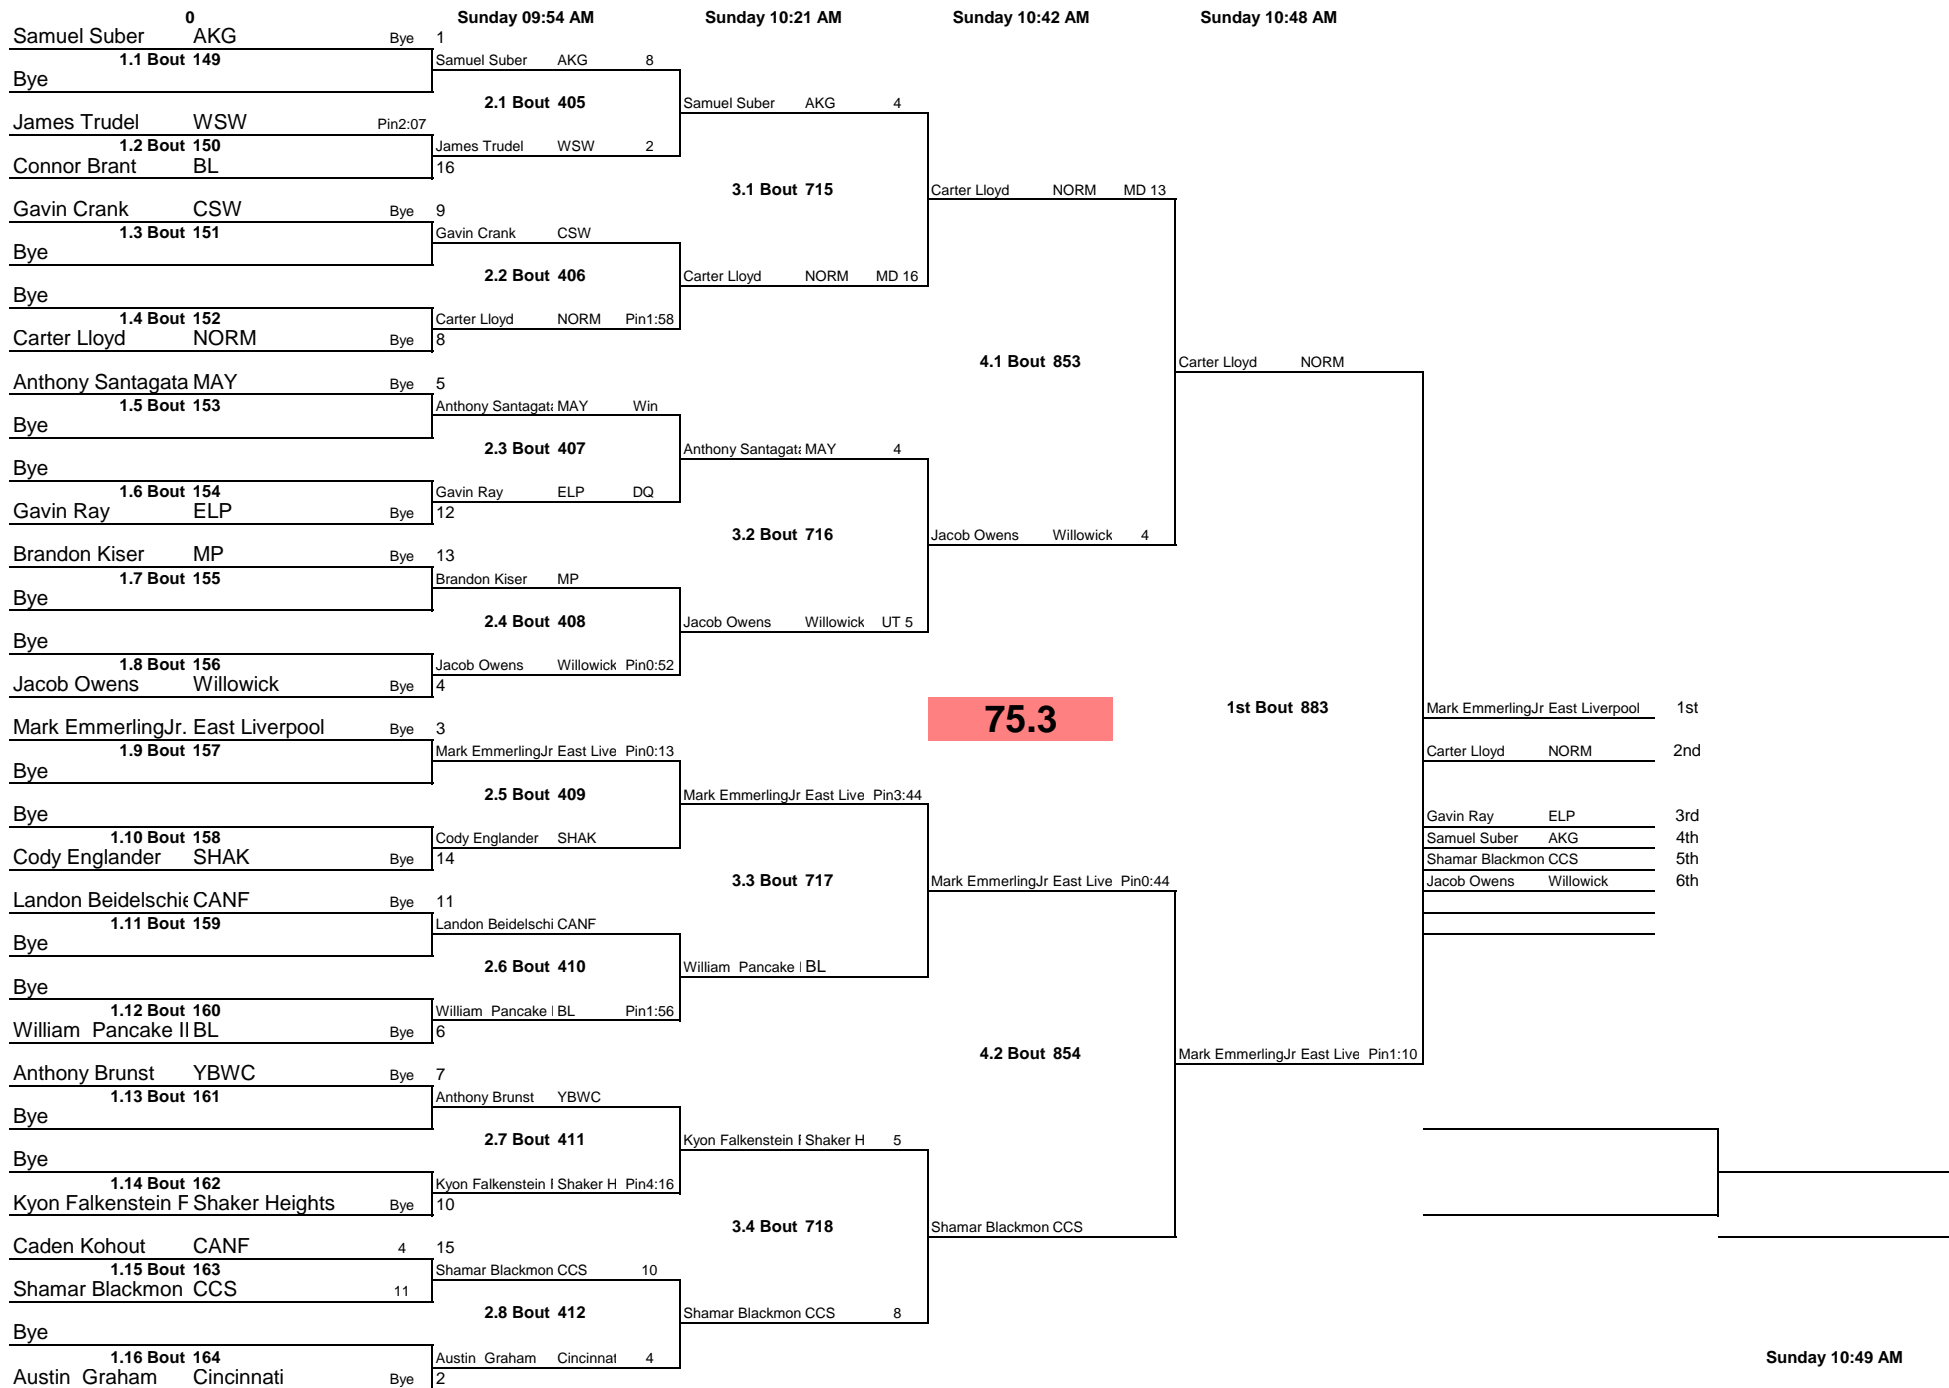 0 Sunday 09:54 AM Sunday 10:21 AM Sunday 10:42 AM Sunday 10:48 AM
Samuel Suber AKG Bye 1
1.1 Bout 149
Samuel Suber AKG 8
Bye
2.1 Bout 405
Samuel Suber AKG 4
James Trudel WSW Pin2:07
1.2 Bout 150
James Trudel WSW 2
Connor Brant BL 16
3.1 Bout 715
Carter Lloyd NORM MD 13
Gavin Crank CSW Bye 9
1.3 Bout 151
Gavin Crank CSW
Bye
2.2 Bout 406
Carter Lloyd NORM MD 16
Bye
1.4 Bout 152
Carter Lloyd NORM Pin1:58
Carter Lloyd NORM Bye 8
4.1 Bout 853
Carter Lloyd NORM
Anthony Santagata MAY Bye 5
1.5 Bout 153
Anthony Santagata MAY Win
Bye
2.3 Bout 407
Anthony Santagata MAY 4
Bye
1.6 Bout 154
Gavin Ray ELP DQ
Gavin Ray ELP Bye 12
3.2 Bout 716
Jacob Owens Willowick 4
Brandon Kiser MP Bye 13
1.7 Bout 155
Brandon Kiser MP
Bye
2.4 Bout 408
Jacob Owens Willowick UT 5
Bye
1.8 Bout 156
Jacob Owens Willowick Pin0:52
Jacob Owens Willowick Bye 4
75.3
1st Bout 883
Mark EmmerlingJr East Liverpool 1st
Mark EmmerlingJr. East Liverpool Bye 3
1.9 Bout 157
Mark EmmerlingJr East Live Pin0:13
Carter Lloyd NORM 2nd
Bye
2.5 Bout 409
Mark EmmerlingJr East Live Pin3:44
Bye
Gavin Ray ELP 3rd
1.10 Bout 158
Cody Englander SHAK
Samuel Suber AKG 4th
Cody Englander SHAK Bye 14
Shamar Blackmon CCS 5th
3.3 Bout 717
Mark EmmerlingJr East Live Pin0:44
Jacob Owens Willowick 6th
Landon Beidelschie CANF Bye 11
1.11 Bout 159
Landon Beidelschi CANF
Bye
2.6 Bout 410
William Pancake I BL
Bye
1.12 Bout 160
William Pancake I BL Pin1:56
William Pancake II BL Bye 6
4.2 Bout 854
Mark EmmerlingJr East Live Pin1:10
Anthony Brunst YBWC Bye 7
1.13 Bout 161
Anthony Brunst YBWC
Bye
2.7 Bout 411
Kyon Falkenstein F Shaker H 5
Bye
1.14 Bout 162
Kyon Falkenstein F Shaker H Pin4:16
Kyon Falkenstein F Shaker Heights Bye 10
3.4 Bout 718
Shamar Blackmon CCS
Caden Kohout CANF 4 15
1.15 Bout 163
Shamar Blackmon CCS 10
Shamar Blackmon CCS 11
2.8 Bout 412
Shamar Blackmon CCS 8
Bye
1.16 Bout 164
Austin Graham Cincinnat 4
Sunday 10:49 AM
Austin Graham Cincinnati Bye 2